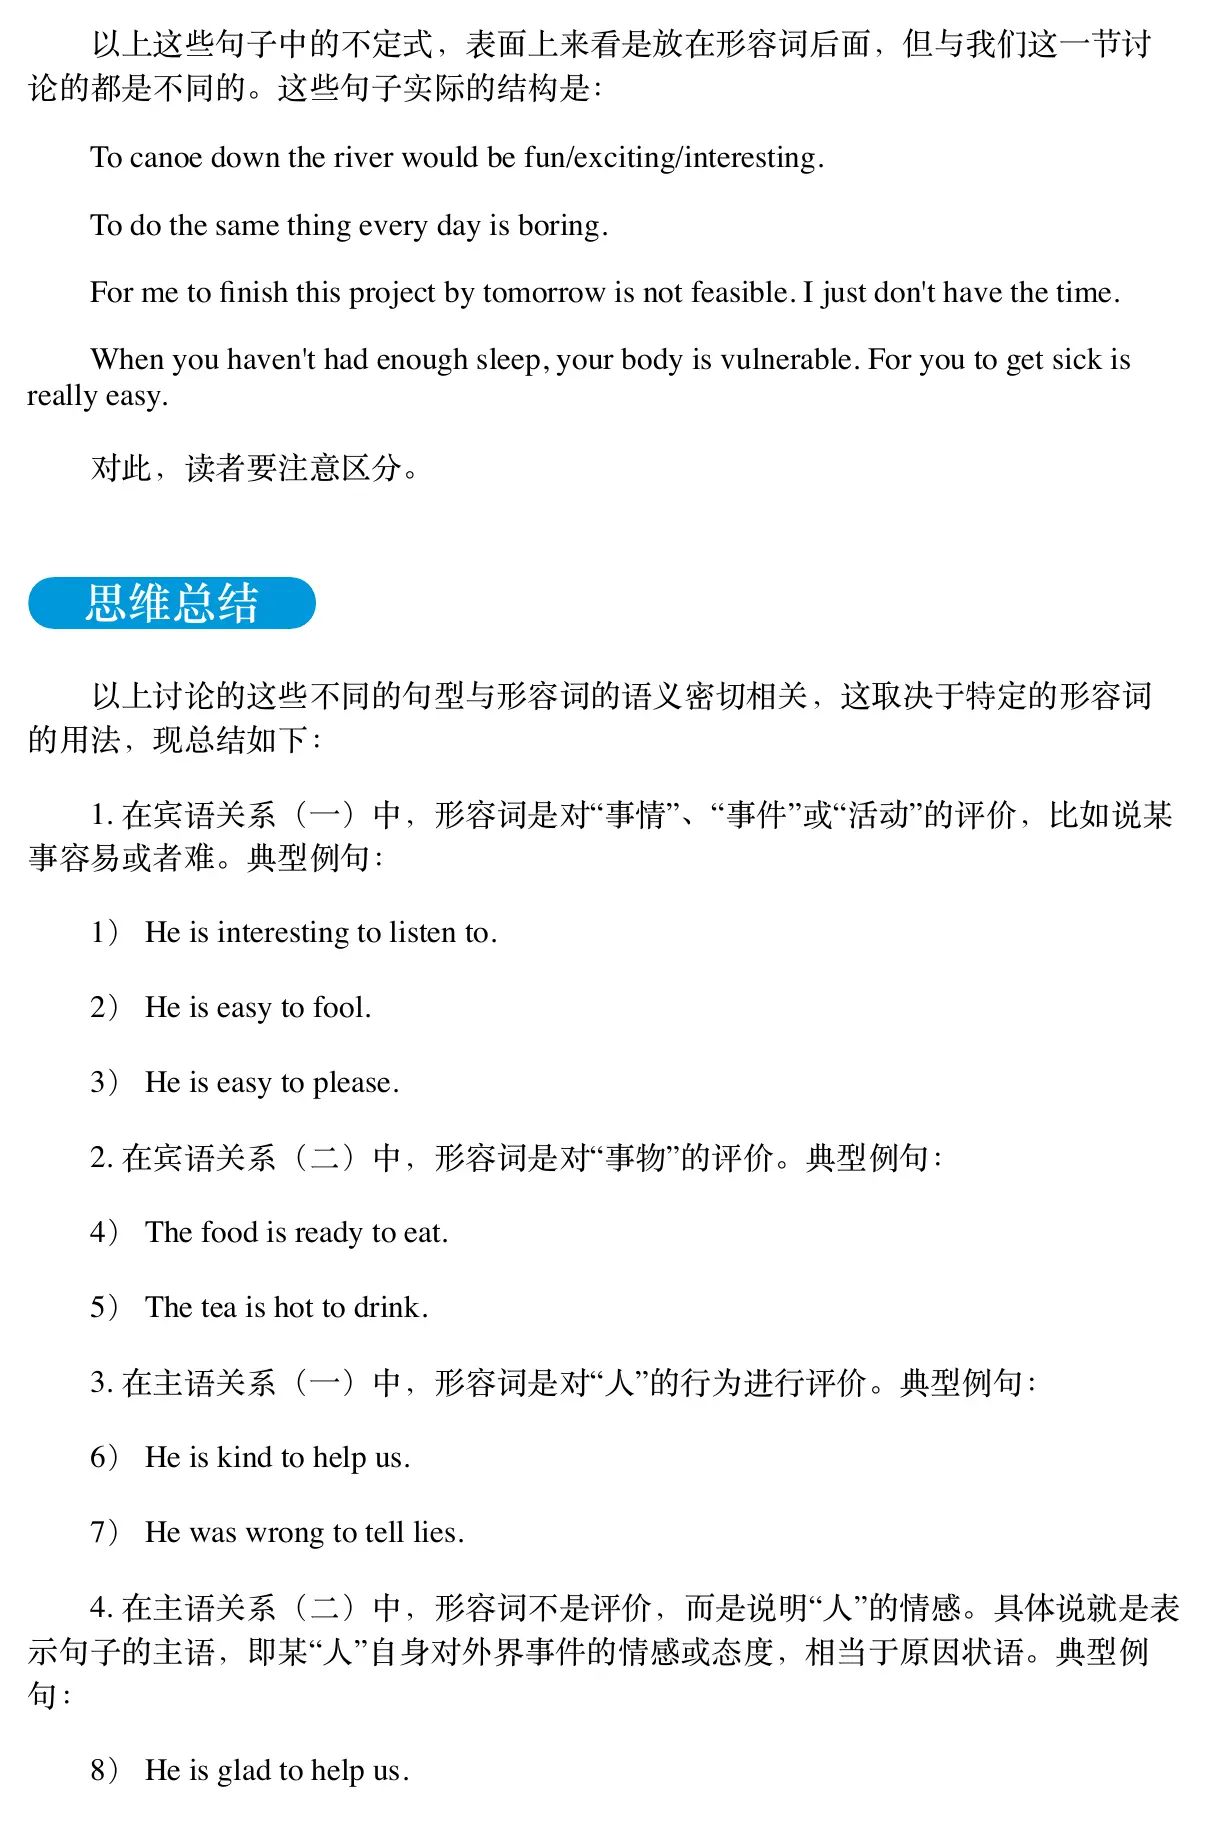 以上这些句子中的不定式，表面上来看是放在形容词后面，但与我们这一节讨
论的都是不同的。这些句子实际的结构是：
To canoe down the river would be fun/exciting/interesting.
To do the same thing every day is boring.
For me to finish this project by tomorrow is not feasible. I just don't have the time.
When you haven't had enough sleep, your body is vulnerable. For you to get sick is
really easy.
对此，读者要注意区分。
思维总结
以上讨论的这些不同的句型与形容词的语义密切相关，这取决于特定的形容词
的用法，现总结如下：
1. 在宾语关系（一）中，形容词是对“事情”、“事件”或“活动”的评价，比如说某
事容易或者难。典型例句：
1） He is interesting to listen to.
2） He is easy to fool.
3） He is easy to please.
2. 在宾语关系（二）中，形容词是对“事物”的评价。典型例句：
4） The food is ready to eat.
5） The tea is hot to drink.
3. 在主语关系（一）中，形容词是对“人”的行为进行评价。典型例句：
6） He is kind to help us.
7） He was wrong to tell lies.
4. 在主语关系（二）中，形容词不是评价，而是说明“人”的情感。具体说就是表
示句子的主语，即某“人”自身对外界事件的情感或态度，相当于原因状语。典型例
句：
8） He is glad to help us.